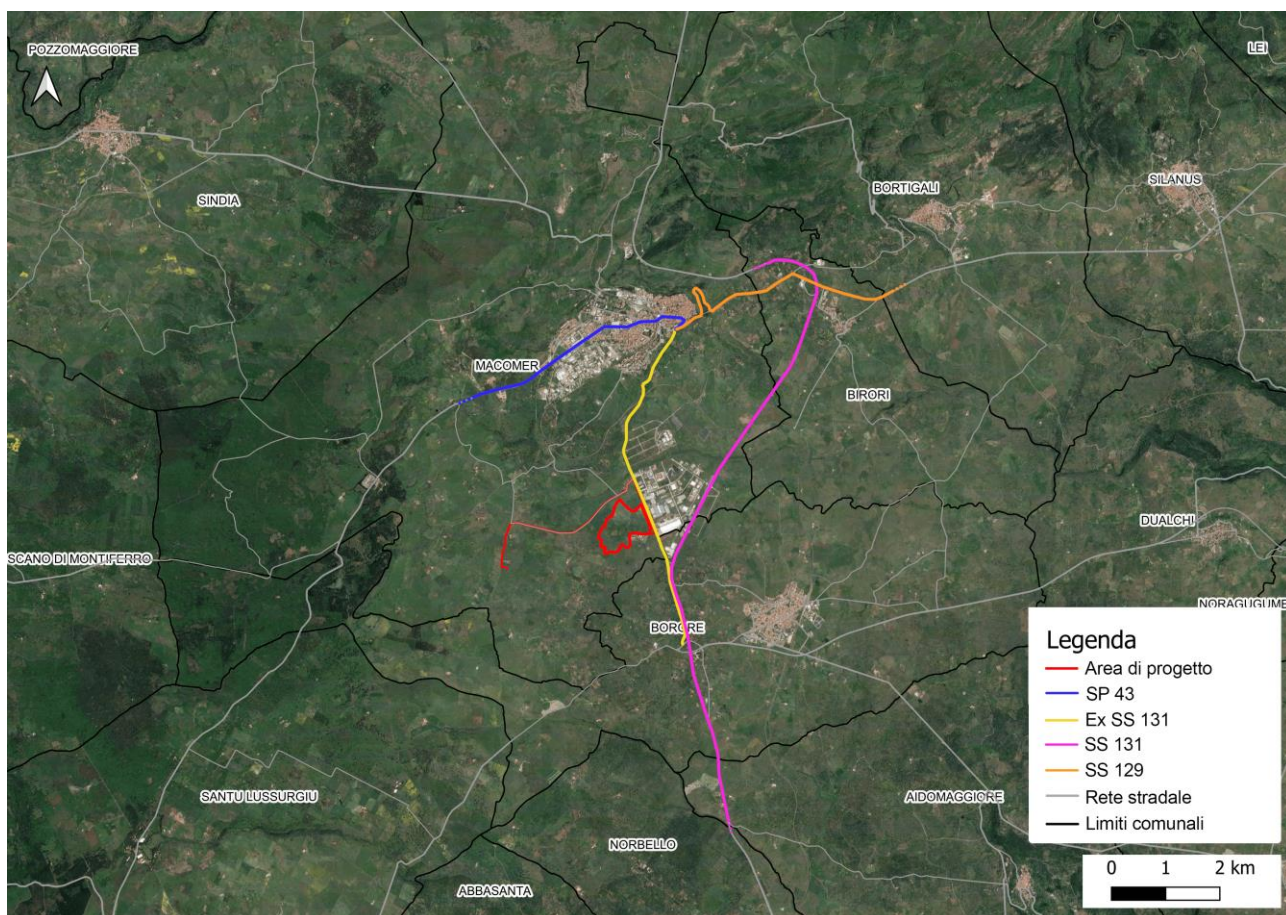 POZZOMAGGIORE
LEI
SINDIA
BORTIGALI
SILANUS
MACOMER
BIRORI
DUALCHI
SCANO DI MONTIFERRO
NORAGUGUME
BORORE
SANTU LUSSURGIU
AIDOMAGGIORE
NORBELLO
ABBASANTA
Legenda
Area di progetto
SP 43
Ex SS 131
SS 131
SS 129
Rete stradale
Limiti comunali
0 1 2 km